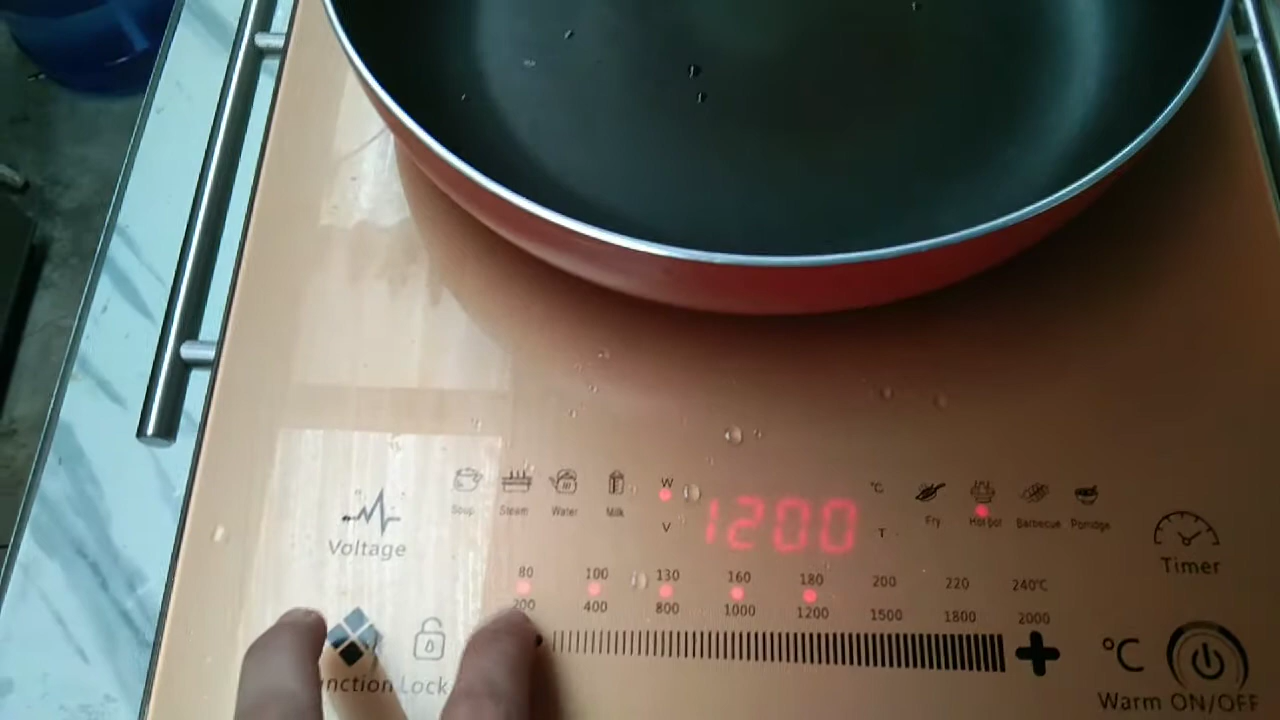 Voltage
Soup Steam Water Milk
W
V
1200
°C
T
Fry Hot pot Barbecue Porridge
Timer
80 100 130 160 180 200 220 240°C
200 400 800 1000 1200 1500 1800 2000
nction Lock
+
°C
Warm ON/OFF